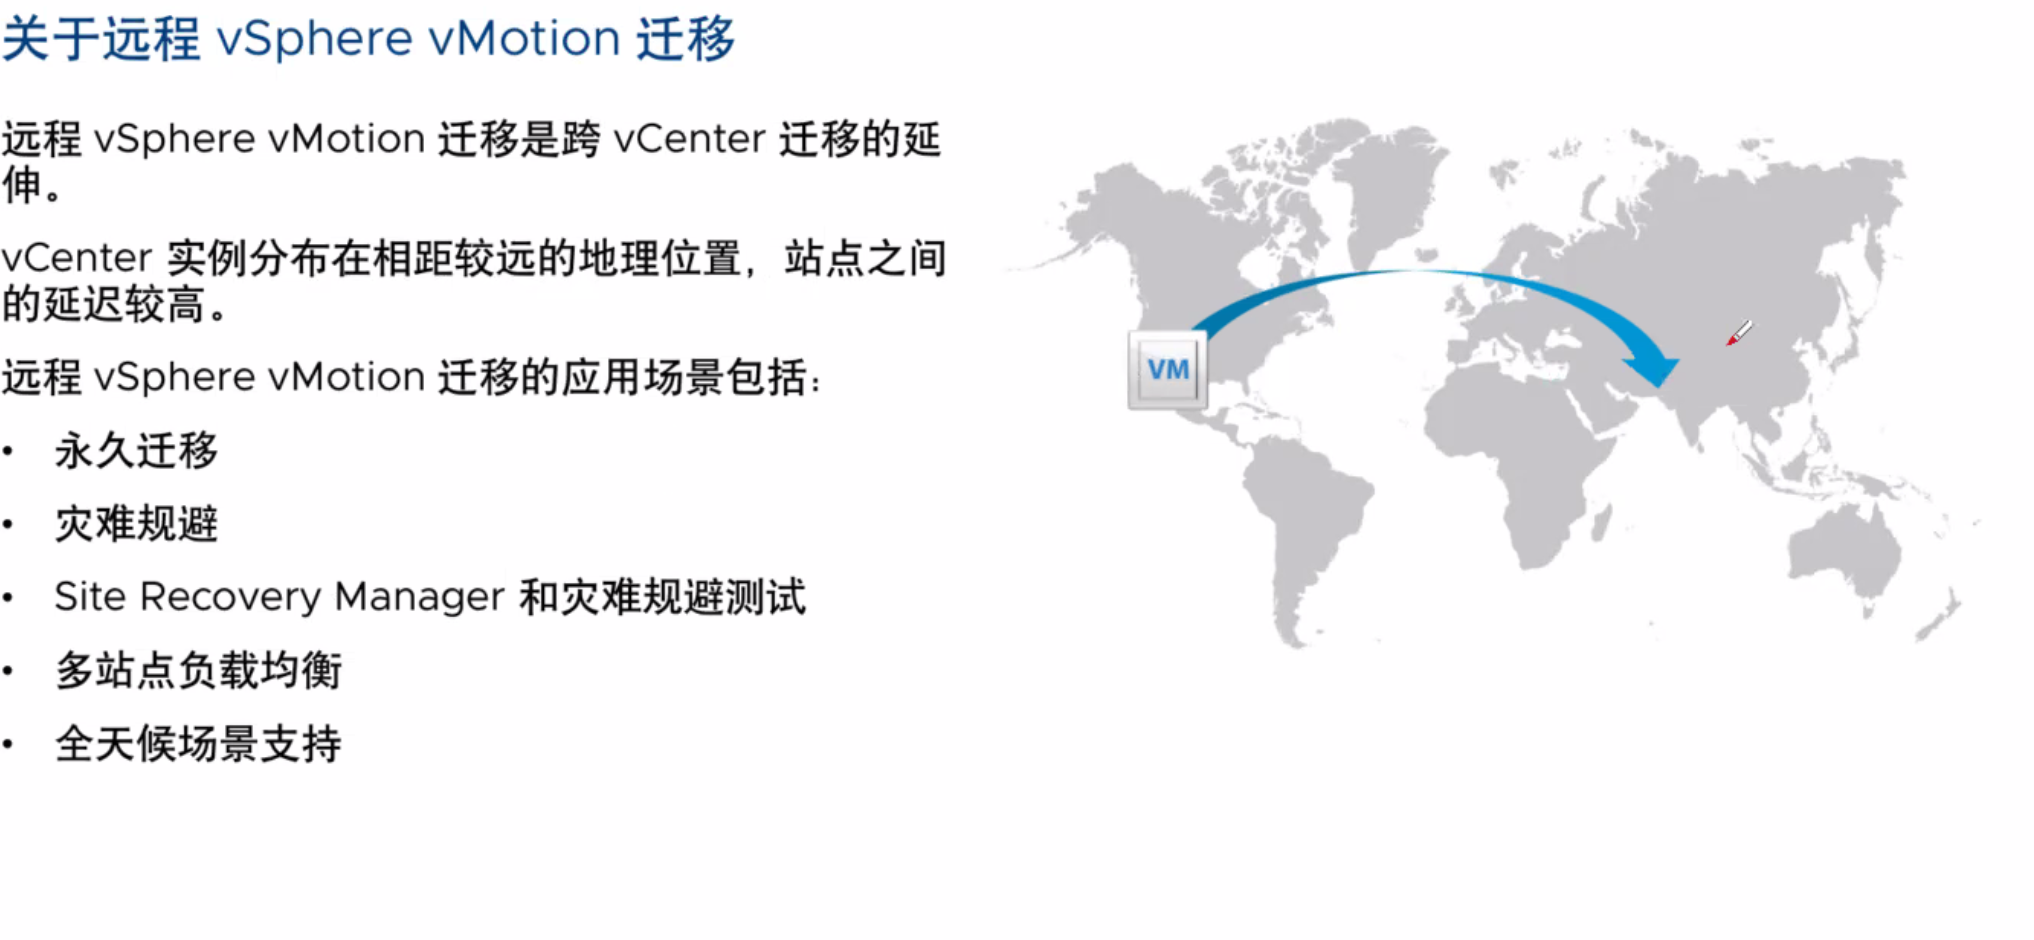 关于远程 vSphere vMotion 迁移
远程 vSphere vMotion 迁移是跨 vCenter 迁移的延
伸。
vCenter 实例分布在相距较远的地理位置，站点之间
的延迟较高。
远程 vSphere vMotion 迁移的应用场景包括：
• 永久迁移
• 灾难规避
• Site Recovery Manager 和灾难规避测试
• 多站点负载均衡
• 全天候场景支持
VM